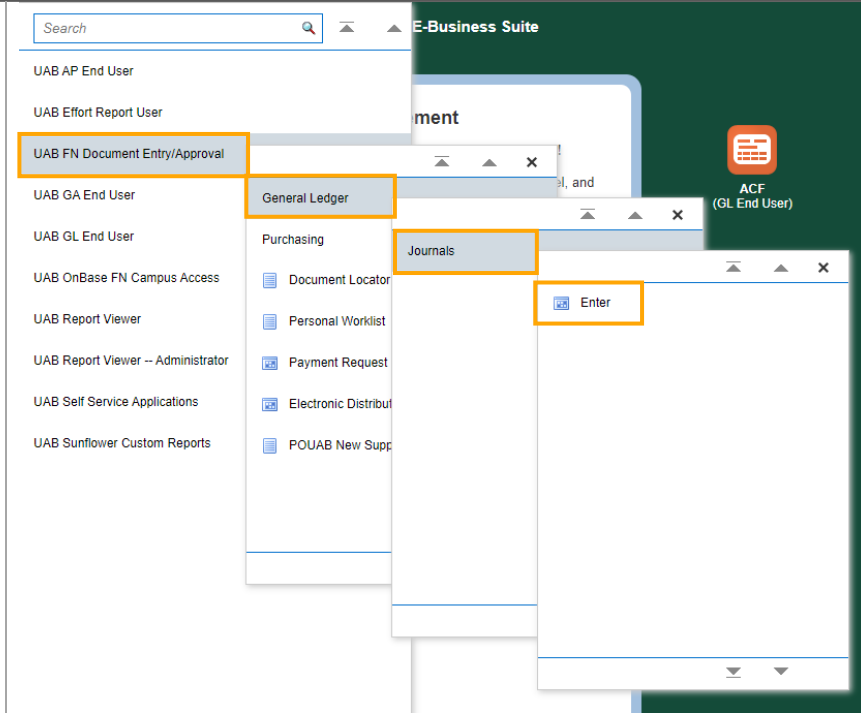 Search
E-Business Suite
UAB AP End User
UAB Effort Report User
ment
UAB FN Document Entry/Approval
!
el, and
ACF
(GL End User)
UAB GA End User
General Ledger
UAB GL End User
Purchasing
Journals
UAB OnBase FN Campus Access
Document Locator
Enter
UAB Report Viewer
Personal Worklist
UAB Report Viewer -- Administrator
Payment Request
UAB Self Service Applications
Electronic Distribut
UAB Sunflower Custom Reports
POUAB New Supp